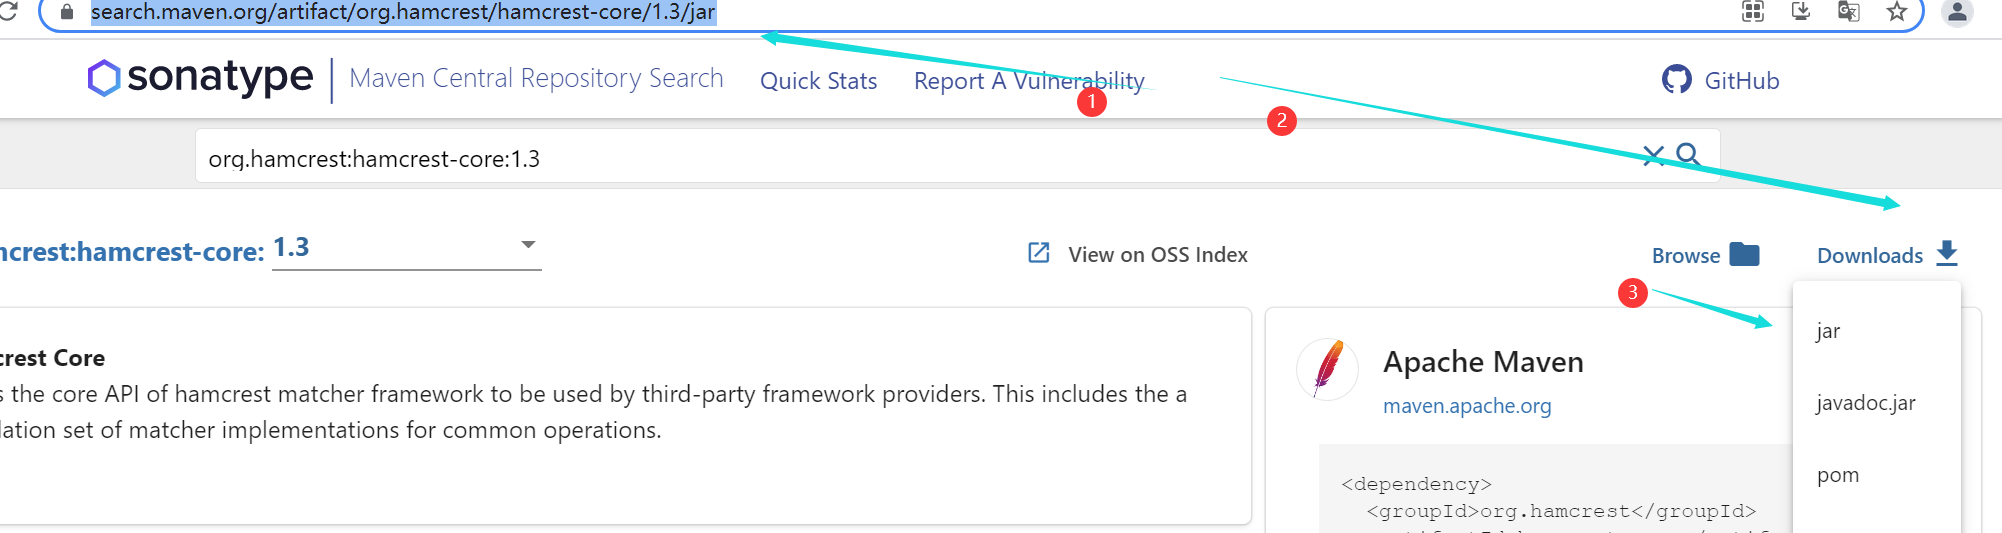 search.maven.org/artifact/org.hamcrest/hamcrest-core/1.3/jar
sonatype Maven Central Repository Search Quick Stats Report A Vulnerability GitHub
1
2
org.hamcrest:hamcrest-core:1.3
mcrest:hamcrest-core: 1.3 View on OSS Index Browse Downloads
3
jar
javadoc.jar
pom
crest Core
s the core API of hamcrest matcher framework to be used by third-party framework providers. This includes the a
lation set of matcher implementations for common operations.
Apache Maven
maven.apache.org
<dependency>
<groupId>org.hamcrest</groupId>